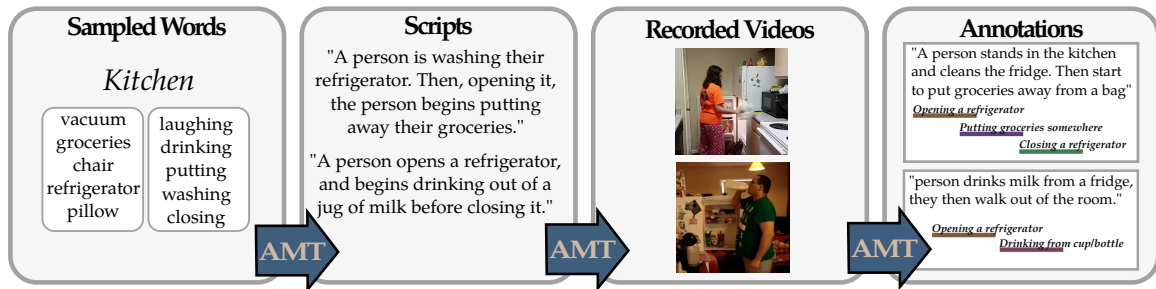 Sampled Words
Kitchen
vacuum
groceries
chair
refrigerator
pillow
laughing
drinking
putting
washing
closing
AMT
Scripts
"A person is washing their
refrigerator. Then, opening it,
the person begins putting
away their groceries."
"A person opens a refrigerator,
and begins drinking out of a
jug of milk before closing it."
AMT
Recorded Videos
AMT
Annotations
"A person stands in the kitchen
and cleans the fridge. Then start
to put groceries away from a bag"
Opening a refrigerator
Putting groceries somewhere
Closing a refrigerator
"person drinks milk from a fridge,
they then walk out of the room."
Opening a refrigerator
Drinking from cup/bottle